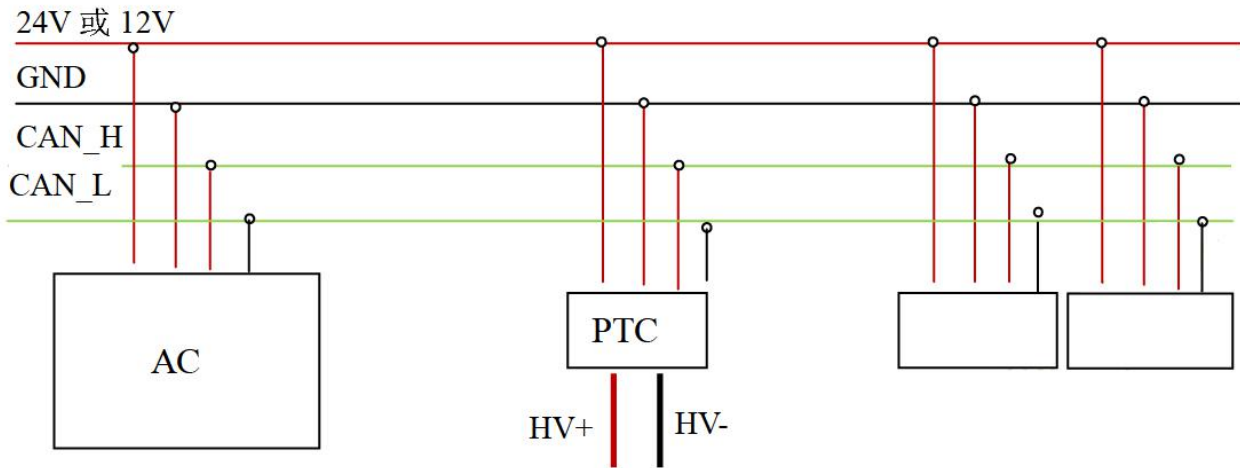 24V 或 12V
GND
CAN_H
CAN_L
AC
PTC
HV+
HV-